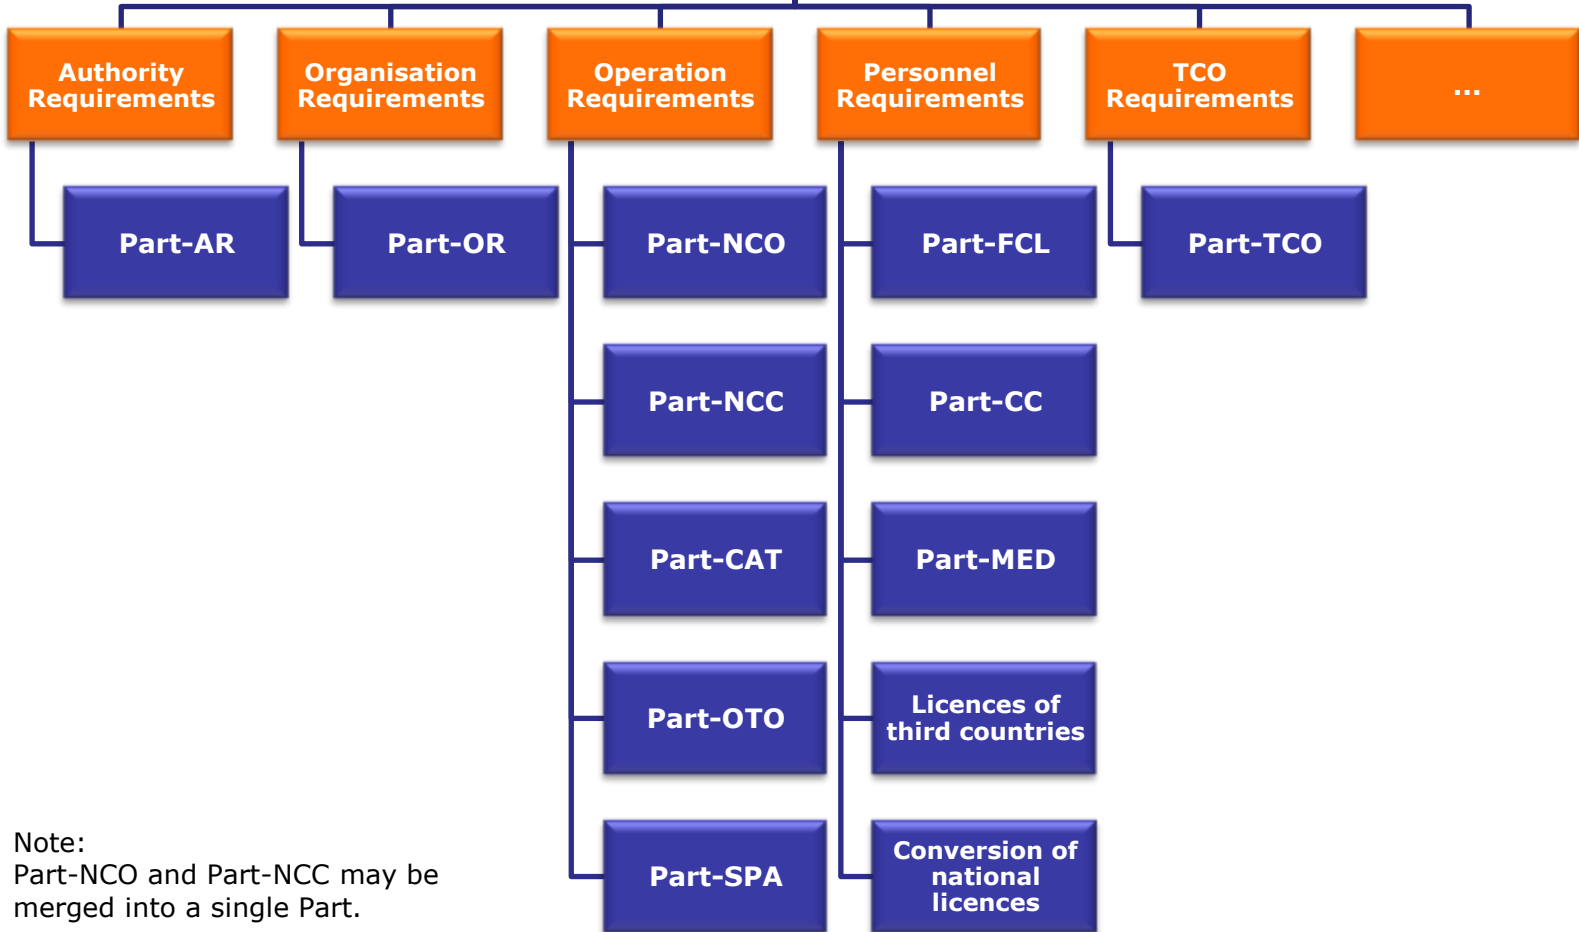 Authority
Requirements
Organisation
Requirements
Operation
Requirements
Personnel
Requirements
TCO
Requirements
...
Part-AR
Part-OR
Part-NCO
Part-FCL
Part-TCO
Part-NCC
Part-CC
Part-CAT
Part-MED
Part-OTO
Licences of
third countries
Part-SPA
Conversion of
national
licences
Note:
Part-NCO and Part-NCC may be
merged into a single Part.